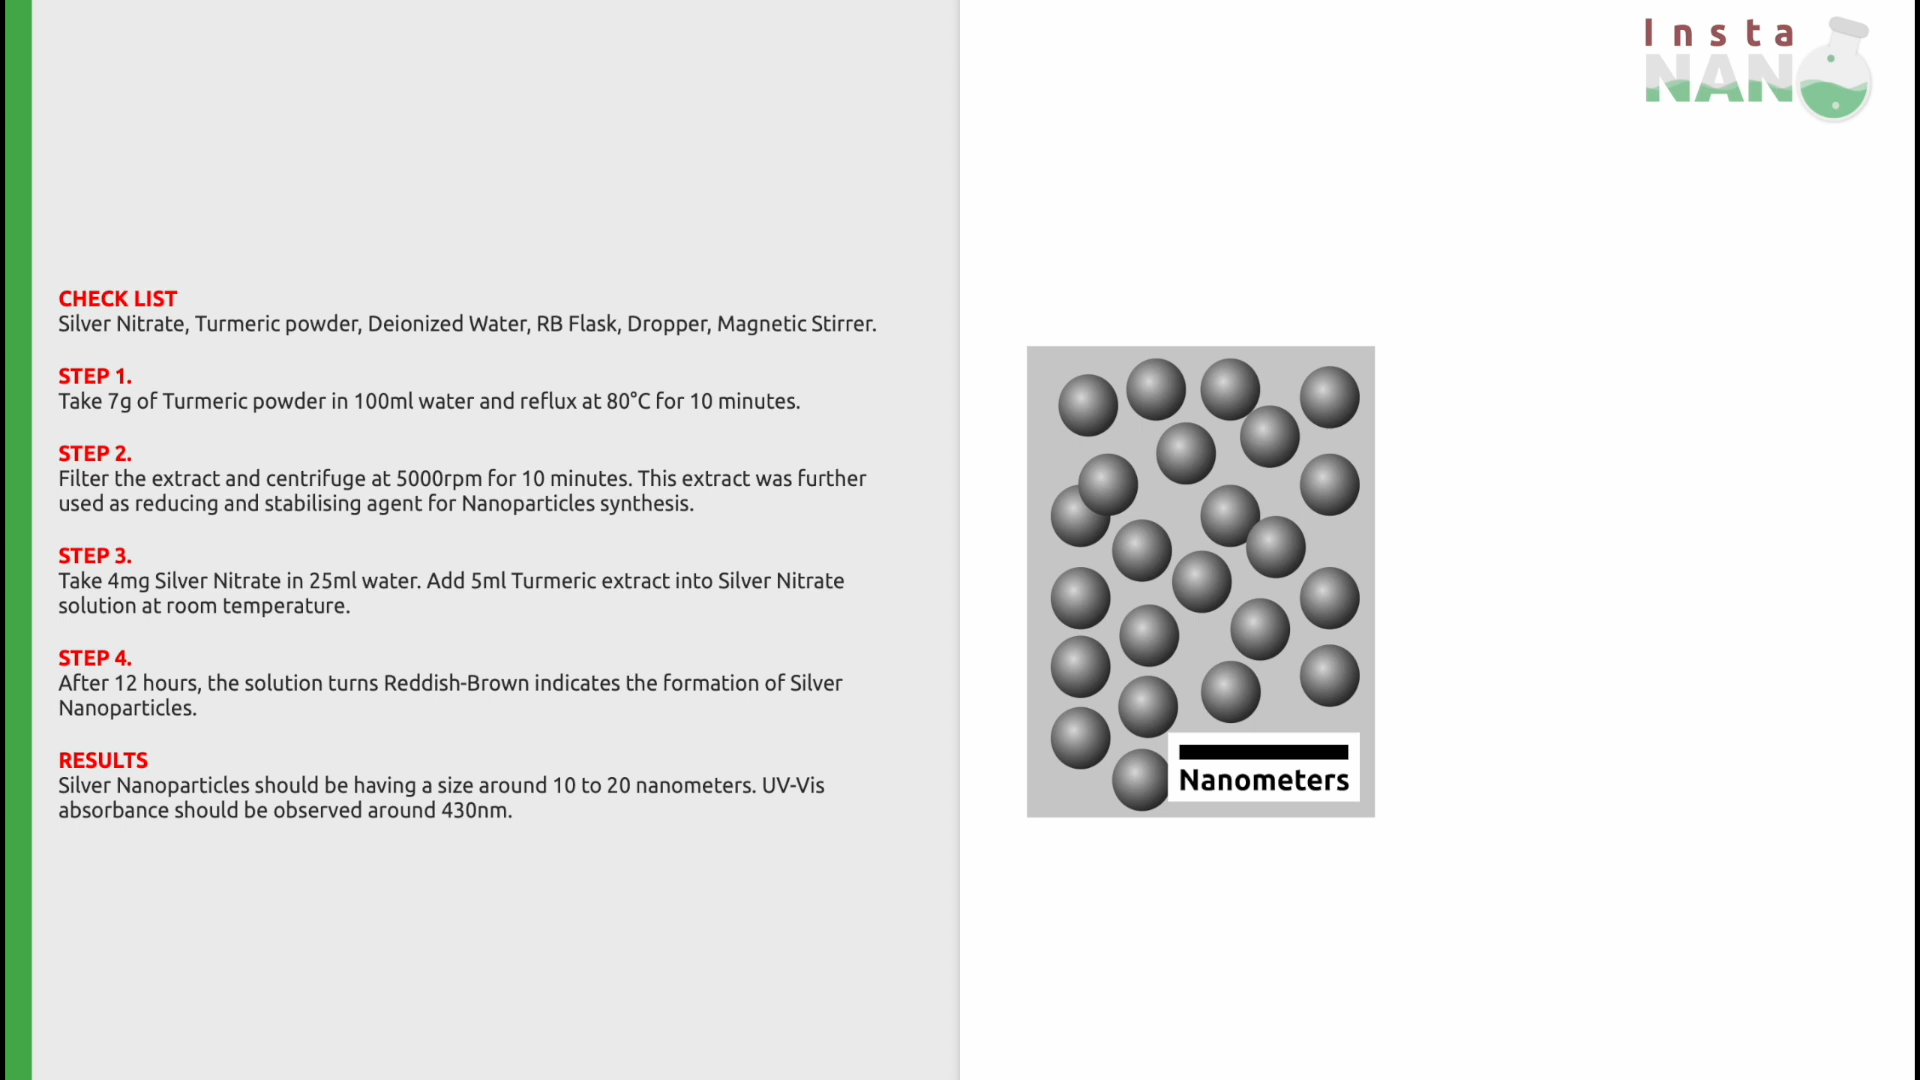 Insta
NANO
CHECK LIST
Silver Nitrate, Turmeric powder, Deionized Water, RB Flask, Dropper, Magnetic Stirrer.
STEP 1.
Take 7g of Turmeric powder in 100ml water and reflux at 80°C for 10 minutes.
STEP 2.
Filter the extract and centrifuge at 5000rpm for 10 minutes. This extract was further
used as reducing and stabilising agent for Nanoparticles synthesis.
STEP 3.
Take 4mg Silver Nitrate in 25ml water. Add 5ml Turmeric extract into Silver Nitrate
solution at room temperature.
STEP 4.
After 12 hours, the solution turns Reddish-Brown indicates the formation of Silver
Nanoparticles.
RESULTS
Silver Nanoparticles should be having a size around 10 to 20 nanometers. UV-Vis
absorbance should be observed around 430nm.
Nanometers